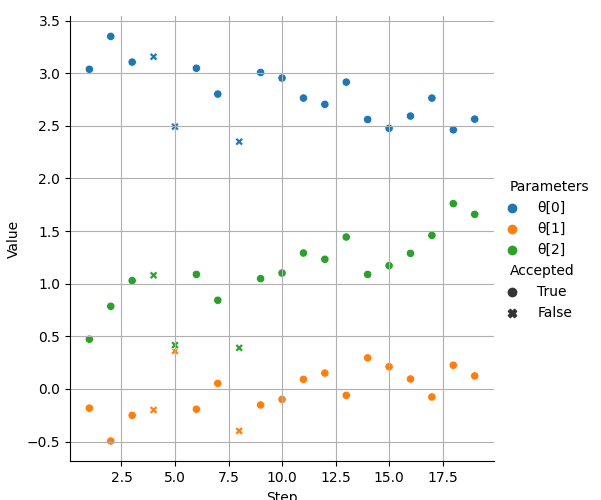 3.5
3.0
2.5
2.0
1.5
1.0
0.5
0.0
−0.5
Value
2.5 5.0 7.5 10.0 12.5 15.0 17.5
Step
Parameters
θ[0]
θ[1]
θ[2]
Accepted
True
False